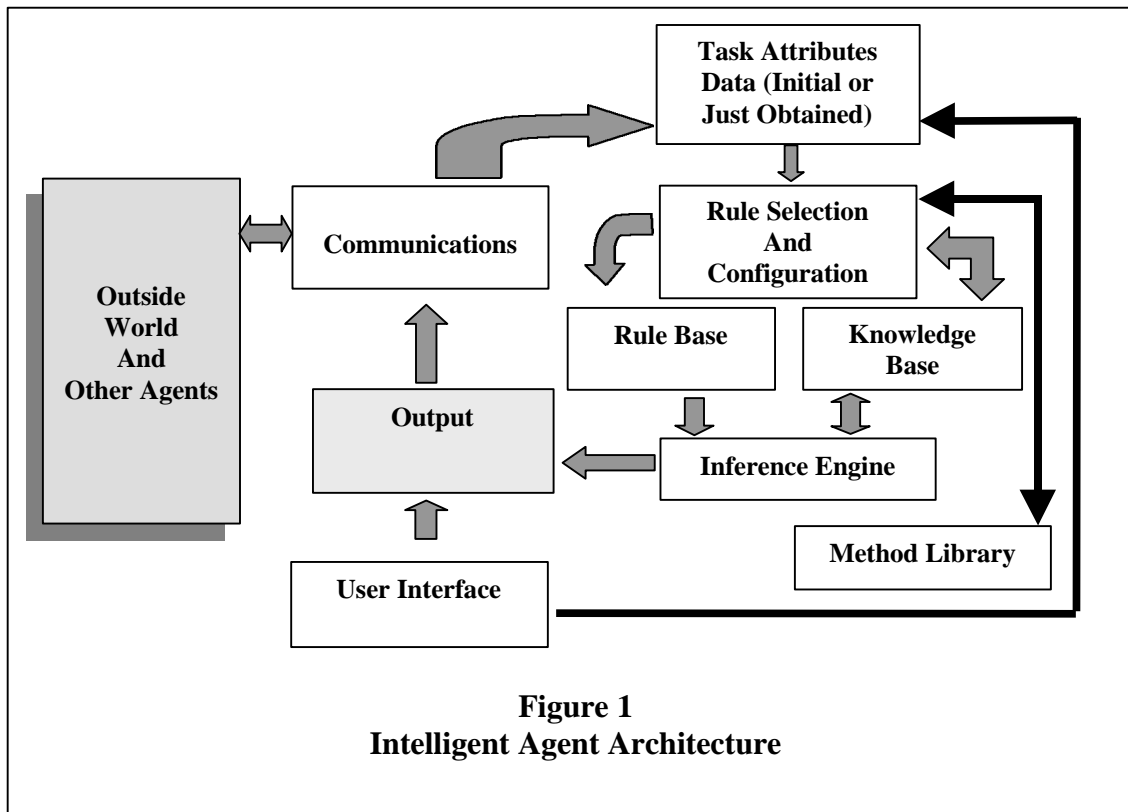 Task Attributes
Data (Initial or
Just Obtained)
Communications
Rule Selection
And
Configuration
Outside
World
And
Other Agents
Rule Base
Knowledge
Base
Output
Inference Engine
Method Library
User Interface
Figure 1
Intelligent Agent Architecture